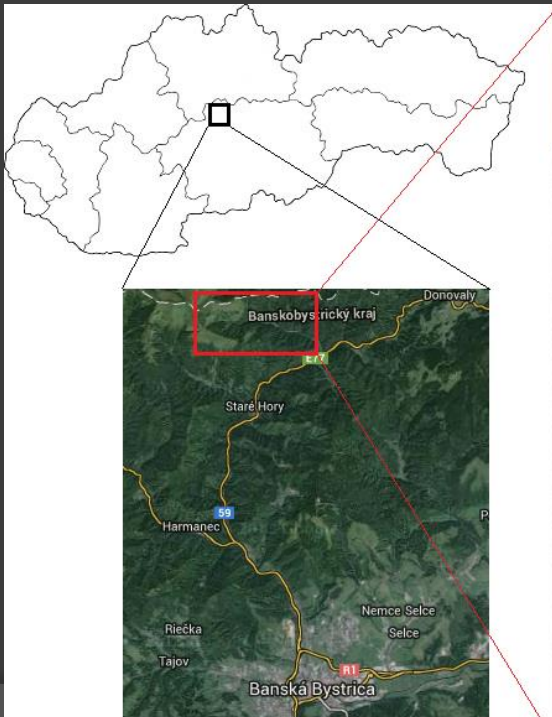 Donovaly
Banskobystrický kraj
E77
Staré Hory
59
Harmanec
P
Nemce Selce
Riečka
Selce
Tajov
R1
Banská Bystrica